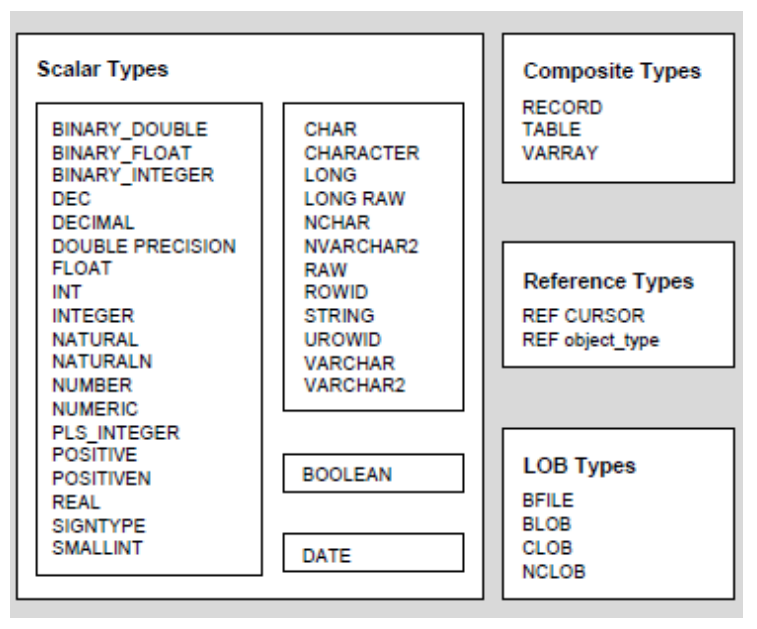 Scalar Types
BINARY_DOUBLE
BINARY_FLOAT
BINARY_INTEGER
DEC
DECIMAL
DOUBLE PRECISION
FLOAT
INT
INTEGER
NATURAL
NATURALN
NUMBER
NUMERIC
PLS_INTEGER
POSITIVE
POSITIVEN
REAL
SIGNTYPE
SMALLINT
CHAR
CHARACTER
LONG
LONG RAW
NCHAR
NVARCHAR2
RAW
ROWID
STRING
UROWID
VARCHAR
VARCHAR2
BOOLEAN
DATE
Composite Types
RECORD
TABLE
VARRAY
Reference Types
REF CURSOR
REF object_type
LOB Types
BFILE
BLOB
CLOB
NCLOB